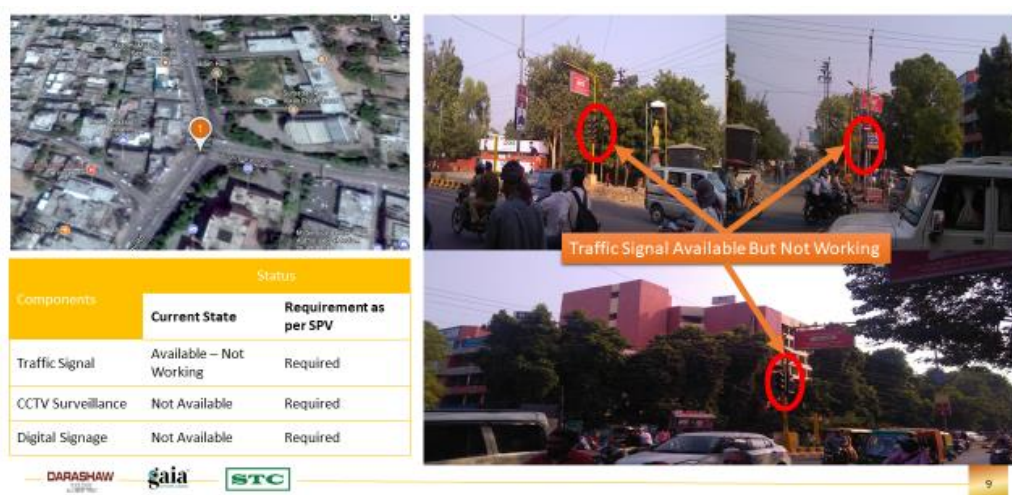 1
Traffic Signal Available But Not Working
Status
Components
Current State
Requirement as
per SPV
Traffic Signal
Available – Not
Working
Required
CCTV Surveillance
Not Available
Required
Digital Signage
Not Available
Required
DARASHAW
gaia
STC
9